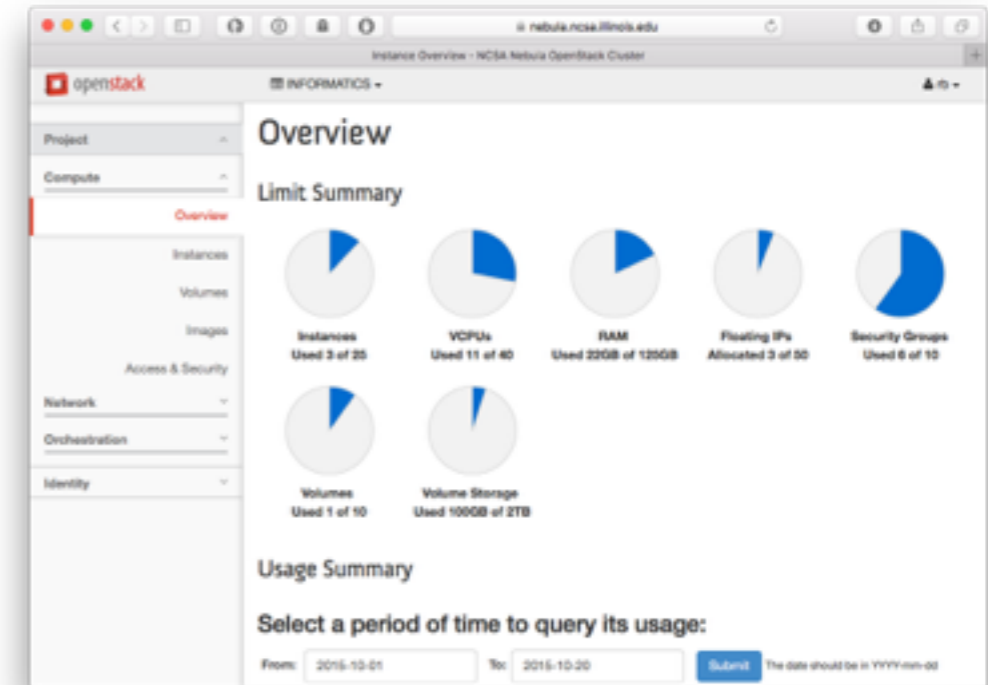 nebula.ncsa.illinois.edu
Instance Overview - NCSA Nebula OpenStack Cluster
openstack
INFORMATICS
Project
Compute
Overview
Instances
Volumes
Images
Access & Security
Network
Orchestration
Identity
Overview
Limit Summary
Instances
Used 3 of 25
VCPUs
Used 11 of 40
RAM
Used 22GB of 125GB
Floating IPs
Allocated 3 of 50
Security Groups
Used 6 of 10
Volumes
Used 1 of 10
Volume Storage
Used 100GB of 2TB
Usage Summary
Select a period of time to query its usage:
From: 2015-10-01 To: 2015-10-20 Submit The date should be in YYYY-mm-dd